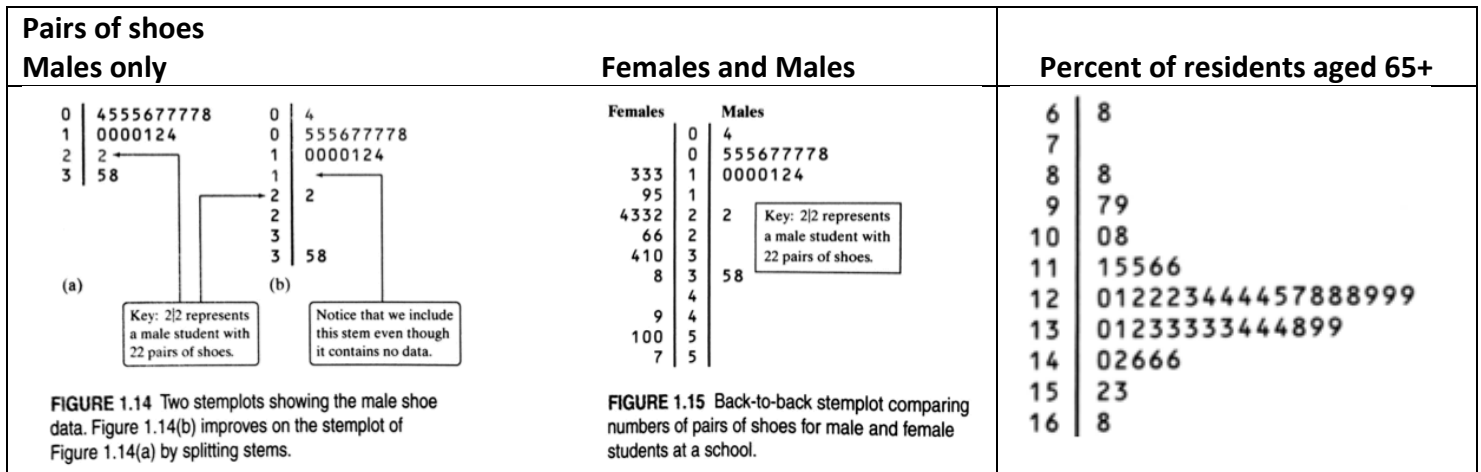 Pairs of shoes
Males only
Females and Males
Percent of residents aged 65+
0 | 4555677778
1 | 0000124
2 | 2
3 | 58
(a)
0 | 4
0 | 555677778
1 | 0000124
1 |
2 | 2
2 |
3 |
3 | 58
(b)
Key: 2|2 represents
a male student with
22 pairs of shoes.
Notice that we include
this stem even though
it contains no data.
FIGURE 1.14 Two stemplots showing the male shoe
data. Figure 1.14(b) improves on the stemplot of
Figure 1.14(a) by splitting stems.
Females Males
| 0 | 4
| 0 | 555677778
333 | 1 | 0000124
95 | 1 |
4332 | 2 | 2
66 | 2 |
410 | 3 |
8 | 3 | 58
| 4 |
9 | 4 |
100 | 5 |
7 | 5 |
Key: 2|2 represents
a male student with
22 pairs of shoes.
FIGURE 1.15 Back-to-back stemplot comparing
numbers of pairs of shoes for male and female
students at a school.
6 | 8
7 |
8 | 8
9 | 79
10 | 08
11 | 15566
12 | 012223444457888999
13 | 01233333444899
14 | 02666
15 | 23
16 | 8